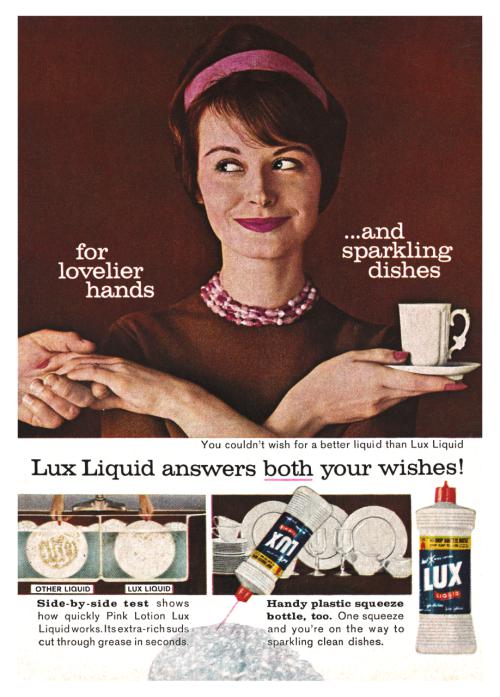 for
lovelier
hands
...and
sparkling
dishes
You couldn't wish for a better liquid than Lux Liquid
Lux Liquid answers both your wishes!
OTHER LIQUID
LUX LIQUID
Side-by-side test shows
how quickly Pink Lotion Lux
Liquid works. Its extra-rich suds
cut through grease in seconds.
LUX
Handy plastic squeeze
bottle, too. One squeeze
and you're on the way to
sparkling clean dishes.
LUX
LIQUID